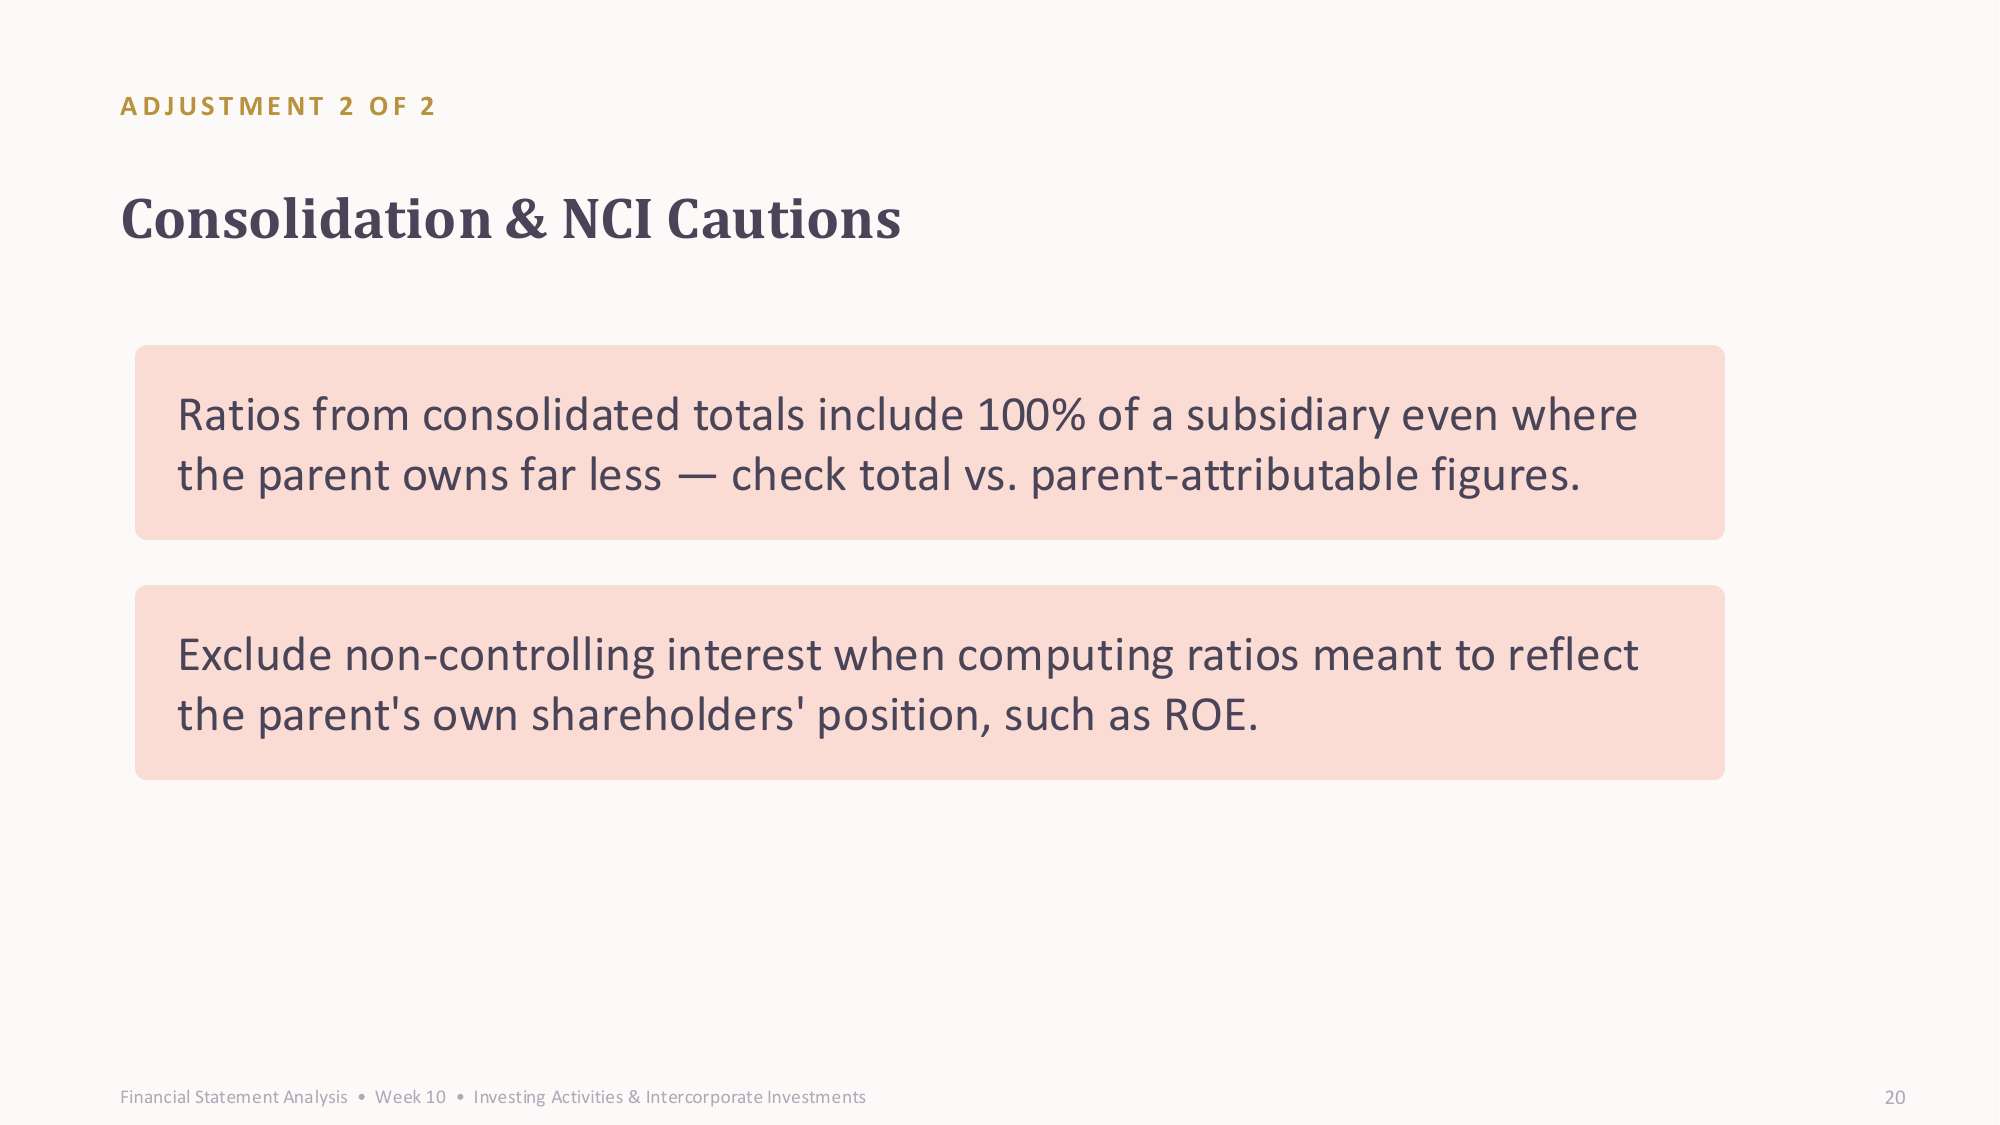 ADJUSTMENT 2 OF 2
Consolidation & NCI Cautions
Ratios from consolidated totals include 100% of a subsidiary even where
the parent owns far less — check total vs. parent-attributable figures.
Exclude non-controlling interest when computing ratios meant to reflect
the parent's own shareholders' position, such as ROE.
Financial Statement Analysis • Week 10 • Investing Activities & Intercorporate Investments
20